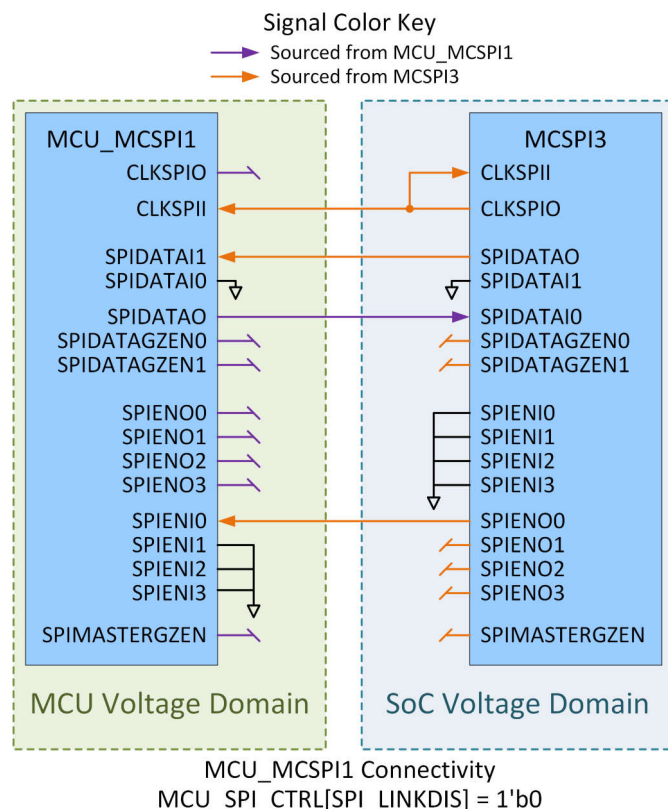 Signal Color Key
Sourced from MCU_MCSPI1
Sourced from MCSPI3
MCU_MCSPI1
CLKSPIO
CLKSPII
SPIDATAI1
SPIDATAI0
SPIDATAO
SPIDATAGZEN0
SPIDATAGZEN1
SPIENO0
SPIENO1
SPIENO2
SPIENO3
SPIENI0
SPIENI1
SPIENI2
SPIENI3
SPIMASTERGZEN
MCU Voltage Domain
MCSPI3
CLKSPII
CLKSPIO
SPIDATAO
SPIDATAI1
SPIDATAI0
SPIDATAGZEN0
SPIDATAGZEN1
SPIENI0
SPIENI1
SPIENI2
SPIENI3
SPIENO0
SPIENO1
SPIENO2
SPIENO3
SPIMASTERGZEN
SoC Voltage Domain
MCU_MCSPI1 Connectivity
MCU_SPI_CTRL[SPI_LINKDIS] = 1'b0